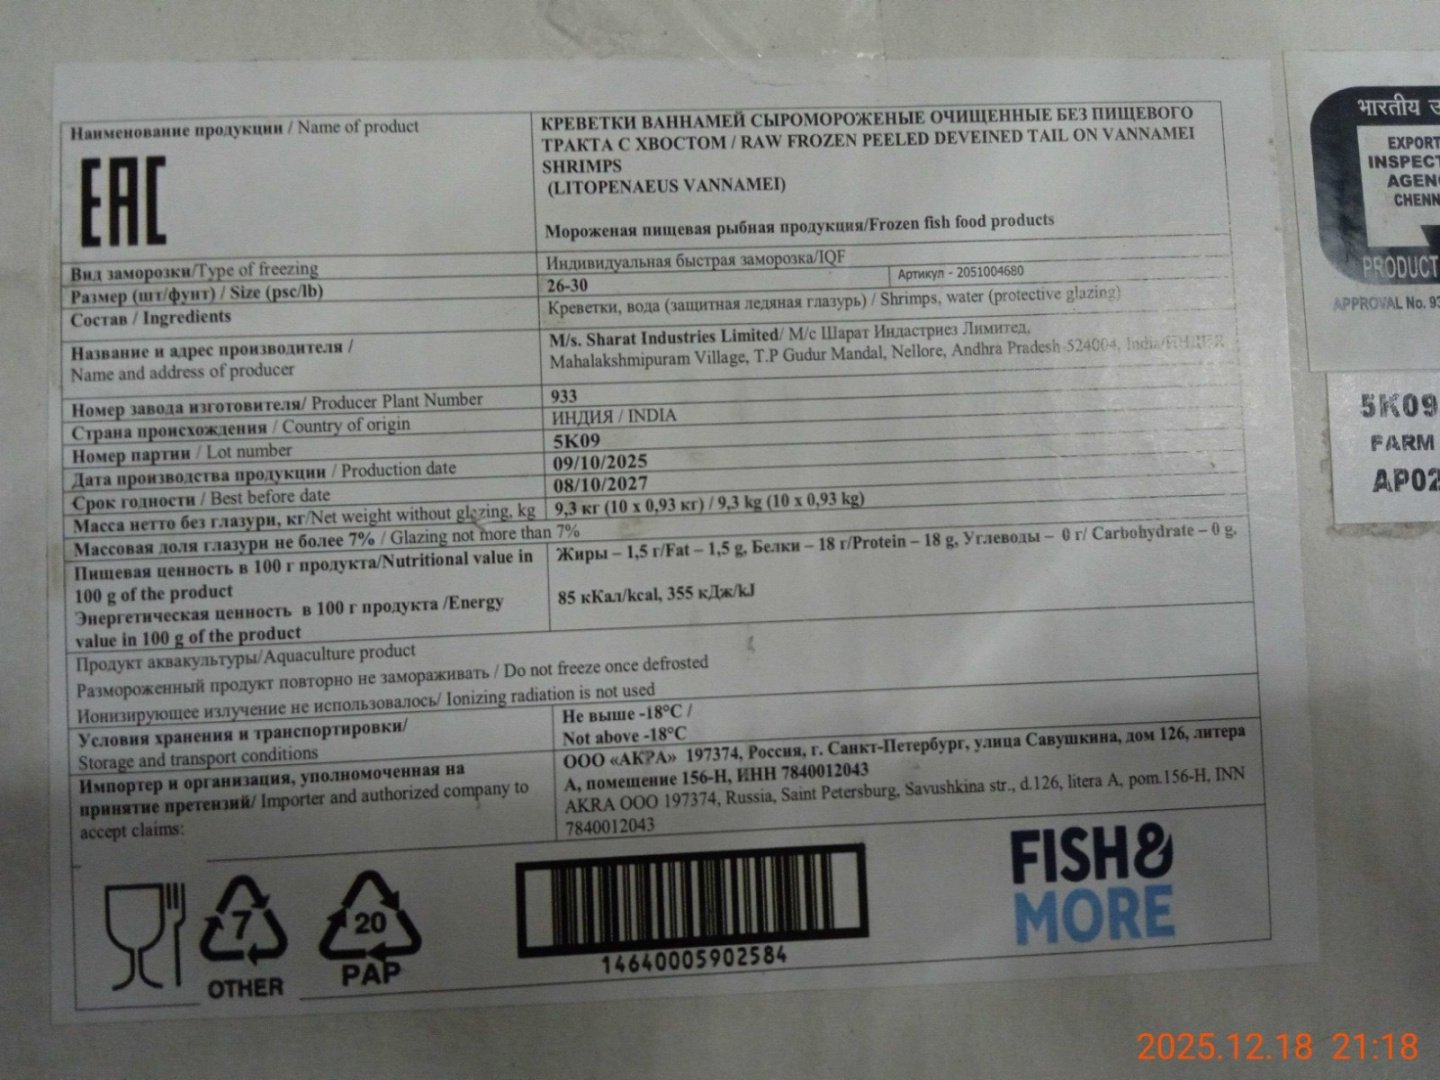 Наименование продукции / Name of product
EAC
КРЕВЕТКИ ВАННАМЕЙ СЫРОМОРОЖЕНЫЕ ОЧИЩЕННЫЕ БЕЗ ПИЩЕВОГО
ТРАКТА С ХВОСТОМ / RAW FROZEN PEELED DEVEINED TAIL ON VANNAMEI
SHRIMPS
(LITOPENAEUS VANNAMEI)
Мороженая пищевая рыбная продукция/Frozen fish food products
Вид заморозки/Type of freezing
Индивидуальная быстрая заморозка/IQF
Размер (шт/фунт) / Size (psc/lb)
26-30
Артикул - 2051004680
Состав / Ingredients
Креветки, вода (защитная ледяная глазурь) / Shrimps, water (protective glazing)
Название и адрес производителя /
Name and address of producer
M/s. Sharat Industries Limited/ М/с Шарат Индастриез Лимитед,
Mahalakshmipuram Village, T.P Gudur Mandal, Nellore, Andhra Pradesh-524004, India/ИНДИЯ
Номер завода изготовителя/ Producer Plant Number
933
Страна происхождения / Country of origin
ИНДИЯ / INDIA
Номер партии / Lot number
5K09
Дата производства продукции / Production date
09/10/2025
Срок годности / Best before date
08/10/2027
Масса нетто без глазури, кг/Net weight without glazing, kg
9,3 кг (10 x 0,93 кг) / 9,3 kg (10 x 0,93 kg)
Массовая доля глазури не более 7% / Glazing not more than 7%
Пищевая ценность в 100 г продукта/Nutritional value in
100 g of the product
Энергетическая ценность в 100 г продукта /Energy
value in 100 g of the product
Жиры – 1,5 г/Fat – 1,5 g, Белки – 18 г/Protein – 18 g, Углеводы – 0 г/ Carbohydrate – 0 g,
85 кКал/kcal, 355 кДж/kJ
Продукт аквакультуры/Aquaculture product
Размороженный продукт повторно не замораживать / Do not freeze once defrosted
Ионизирующее излучение не использовалось/ Ionizing radiation is not used
Условия хранения и транспортировки/
Storage and transport conditions
Не выше -18°C /
Not above -18°C
Импортер и организация, уполномоченная на
принятие претензий/ Importer and authorized company to
accept claims:
ООО «АКРА» 197374, Россия, г. Санкт-Петербург, улица Савушкина, дом 126, литера
А, помещение 156-Н, ИНН 7840012043
AKRA OOO 197374, Russia, Saint Petersburg, Savushkina str., d.126, litera A, pom.156-H, INN
7840012043
7
OTHER
20
PAP
14640005902584
FISH&
MORE
भारतीय
EXPORT
INSPECT
AGEN
CHENN
PRODUCT
APPROVAL No. 93
5K09
FARM
AP02
2025.12.18 21:18